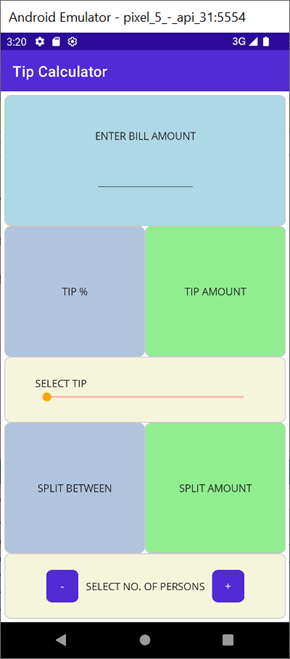 Android Emulator - pixel_5_-_api_31:5554
3:20 3G
Tip Calculator
ENTER BILL AMOUNT
TIP % TIP AMOUNT
SELECT TIP
SPLIT BETWEEN SPLIT AMOUNT
- SELECT NO. OF PERSONS +